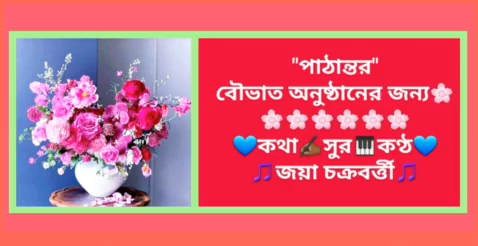 "পাঠান্তর"
বৌভাত অনুষ্ঠানের জন্য🌸
🌸🌸🌸🌸🌸🌸
💙কথা✍🏾সুর🎹কণ্ঠ💙
🎵জয়া চক্রবর্ত্তী🎵